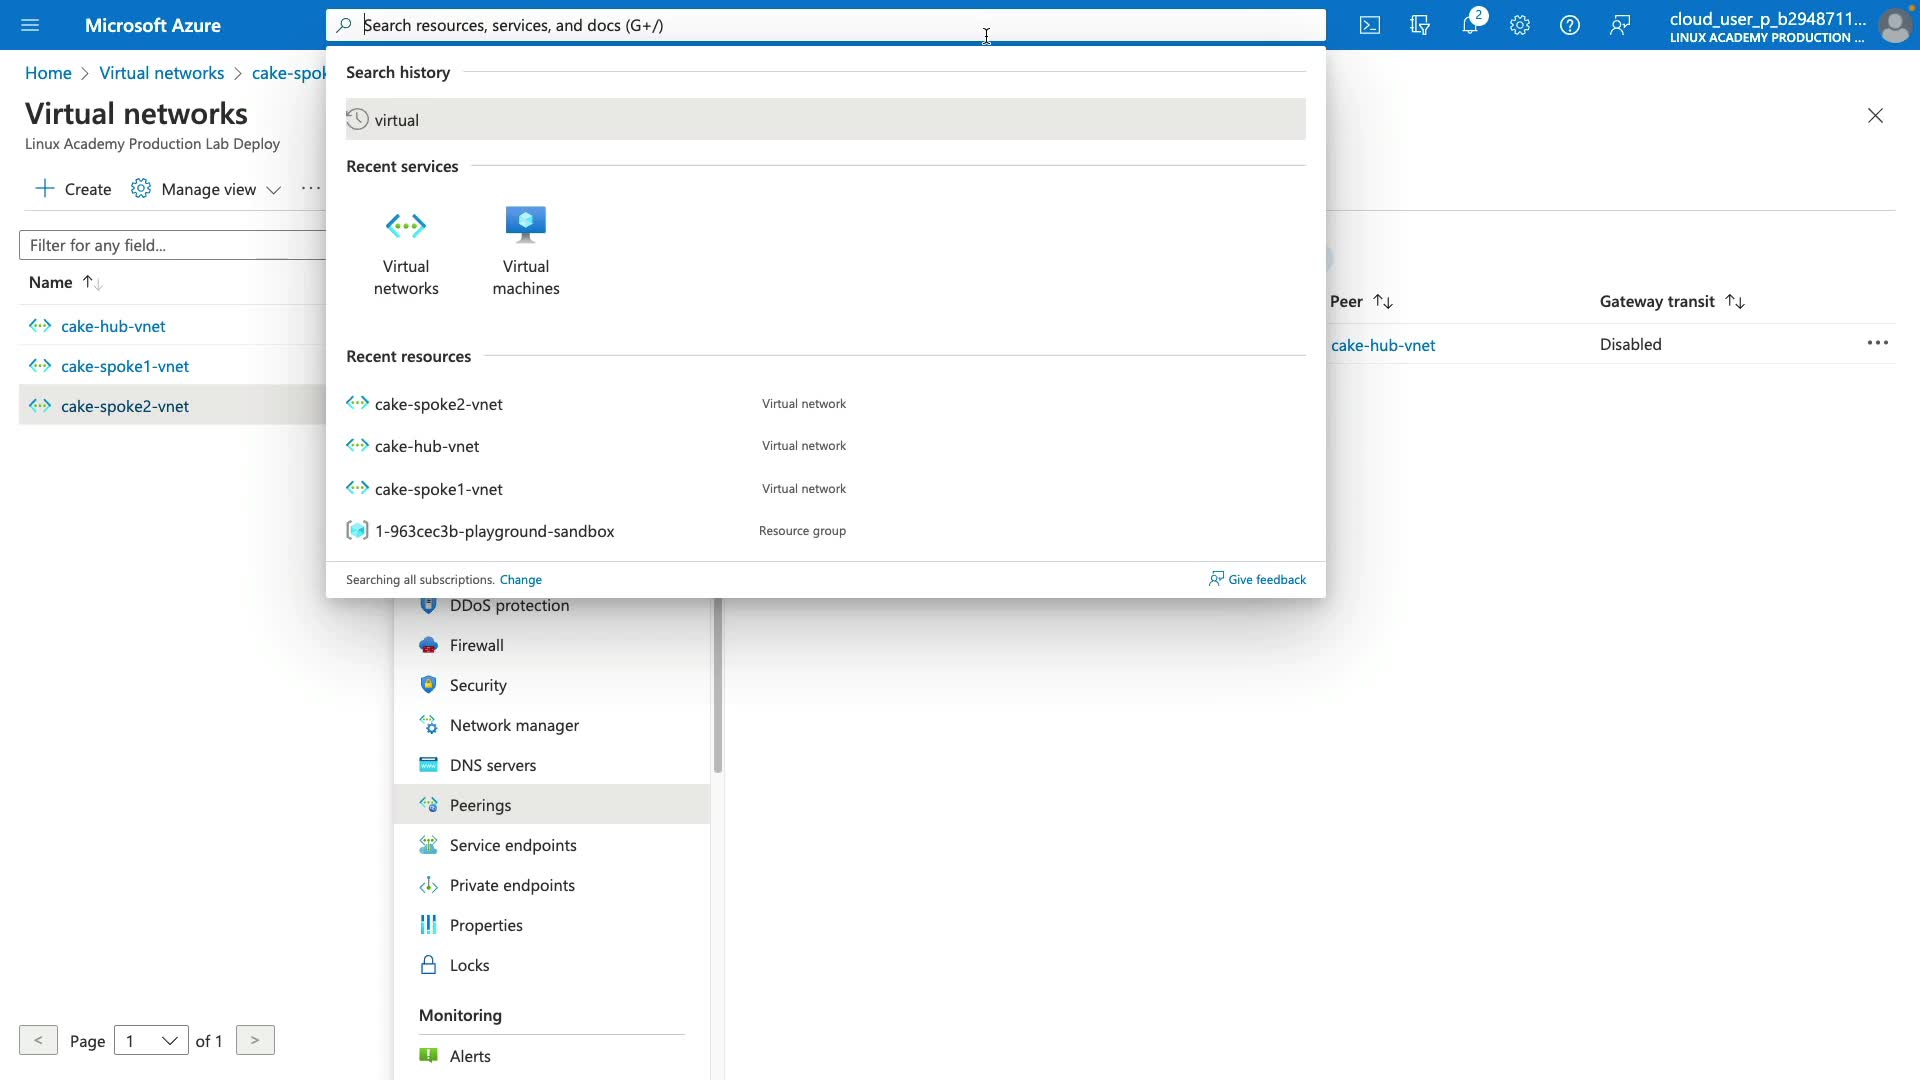 Microsoft Azure
Search resources, services, and docs (G+/)
2
cloud_user_p_b2948711...
LINUX ACADEMY PRODUCTION ...
Home > Virtual networks > cake-spok
Virtual networks
Linux Academy Production Lab Deploy
Create Manage view ...
Filter for any field...
Name
cake-hub-vnet
cake-spoke1-vnet
cake-spoke2-vnet
Search history
virtual
Recent services
Virtual networks
Virtual machines
Recent resources
cake-spoke2-vnet Virtual network
cake-hub-vnet Virtual network
cake-spoke1-vnet Virtual network
1-963cec3b-playground-sandbox Resource group
Searching all subscriptions. Change
Give feedback
Peer Gateway transit
cake-hub-vnet Disabled ...
DDoS protection
Firewall
Security
Network manager
DNS servers
Peerings
Service endpoints
Private endpoints
Properties
Locks
Monitoring
Alerts
< Page 1 of 1 >